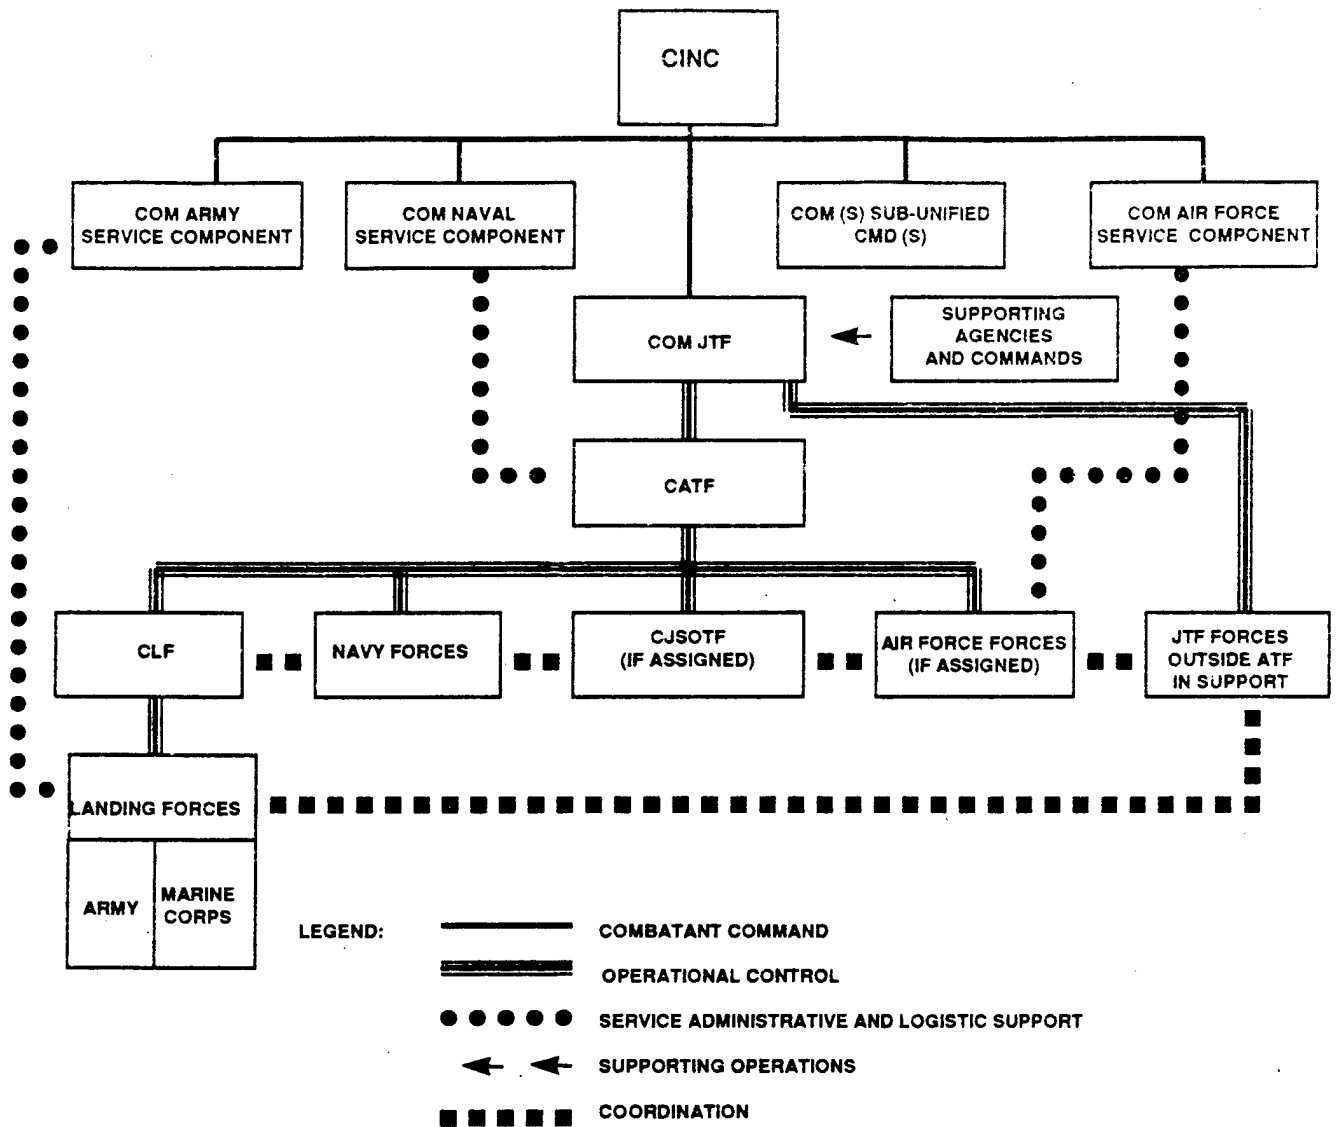 CINC
COM ARMY
SERVICE COMPONENT
COM NAVAL
SERVICE COMPONENT
COM (S) SUB-UNIFIED
CMD (S)
COM AIR FORCE
SERVICE COMPONENT
COM JTF
SUPPORTING
AGENCIES
AND COMMANDS
CATF
CLF
NAVY FORCES
CJSOTF
(IF ASSIGNED)
AIR FORCE FORCES
(IF ASSIGNED)
JTF FORCES
OUTSIDE ATF
IN SUPPORT
LANDING FORCES
ARMY
MARINE
CORPS
LEGEND:
COMBATANT COMMAND
OPERATIONAL CONTROL
SERVICE ADMINISTRATIVE AND LOGISTIC SUPPORT
SUPPORTING OPERATIONS
COORDINATION